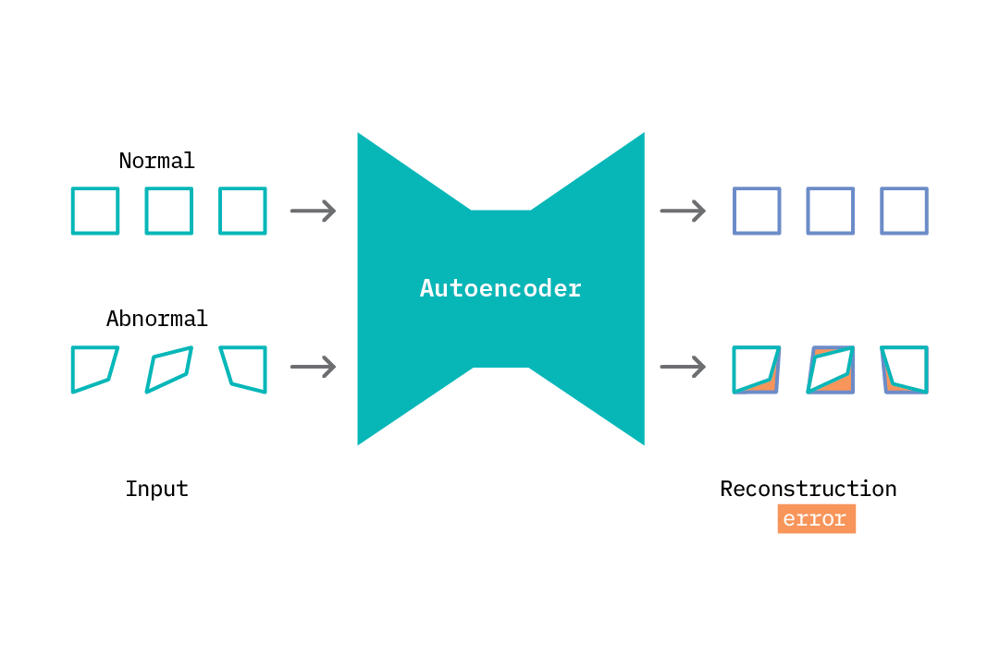 Normal
Autoencoder
Abnormal
Input
Reconstruction
error